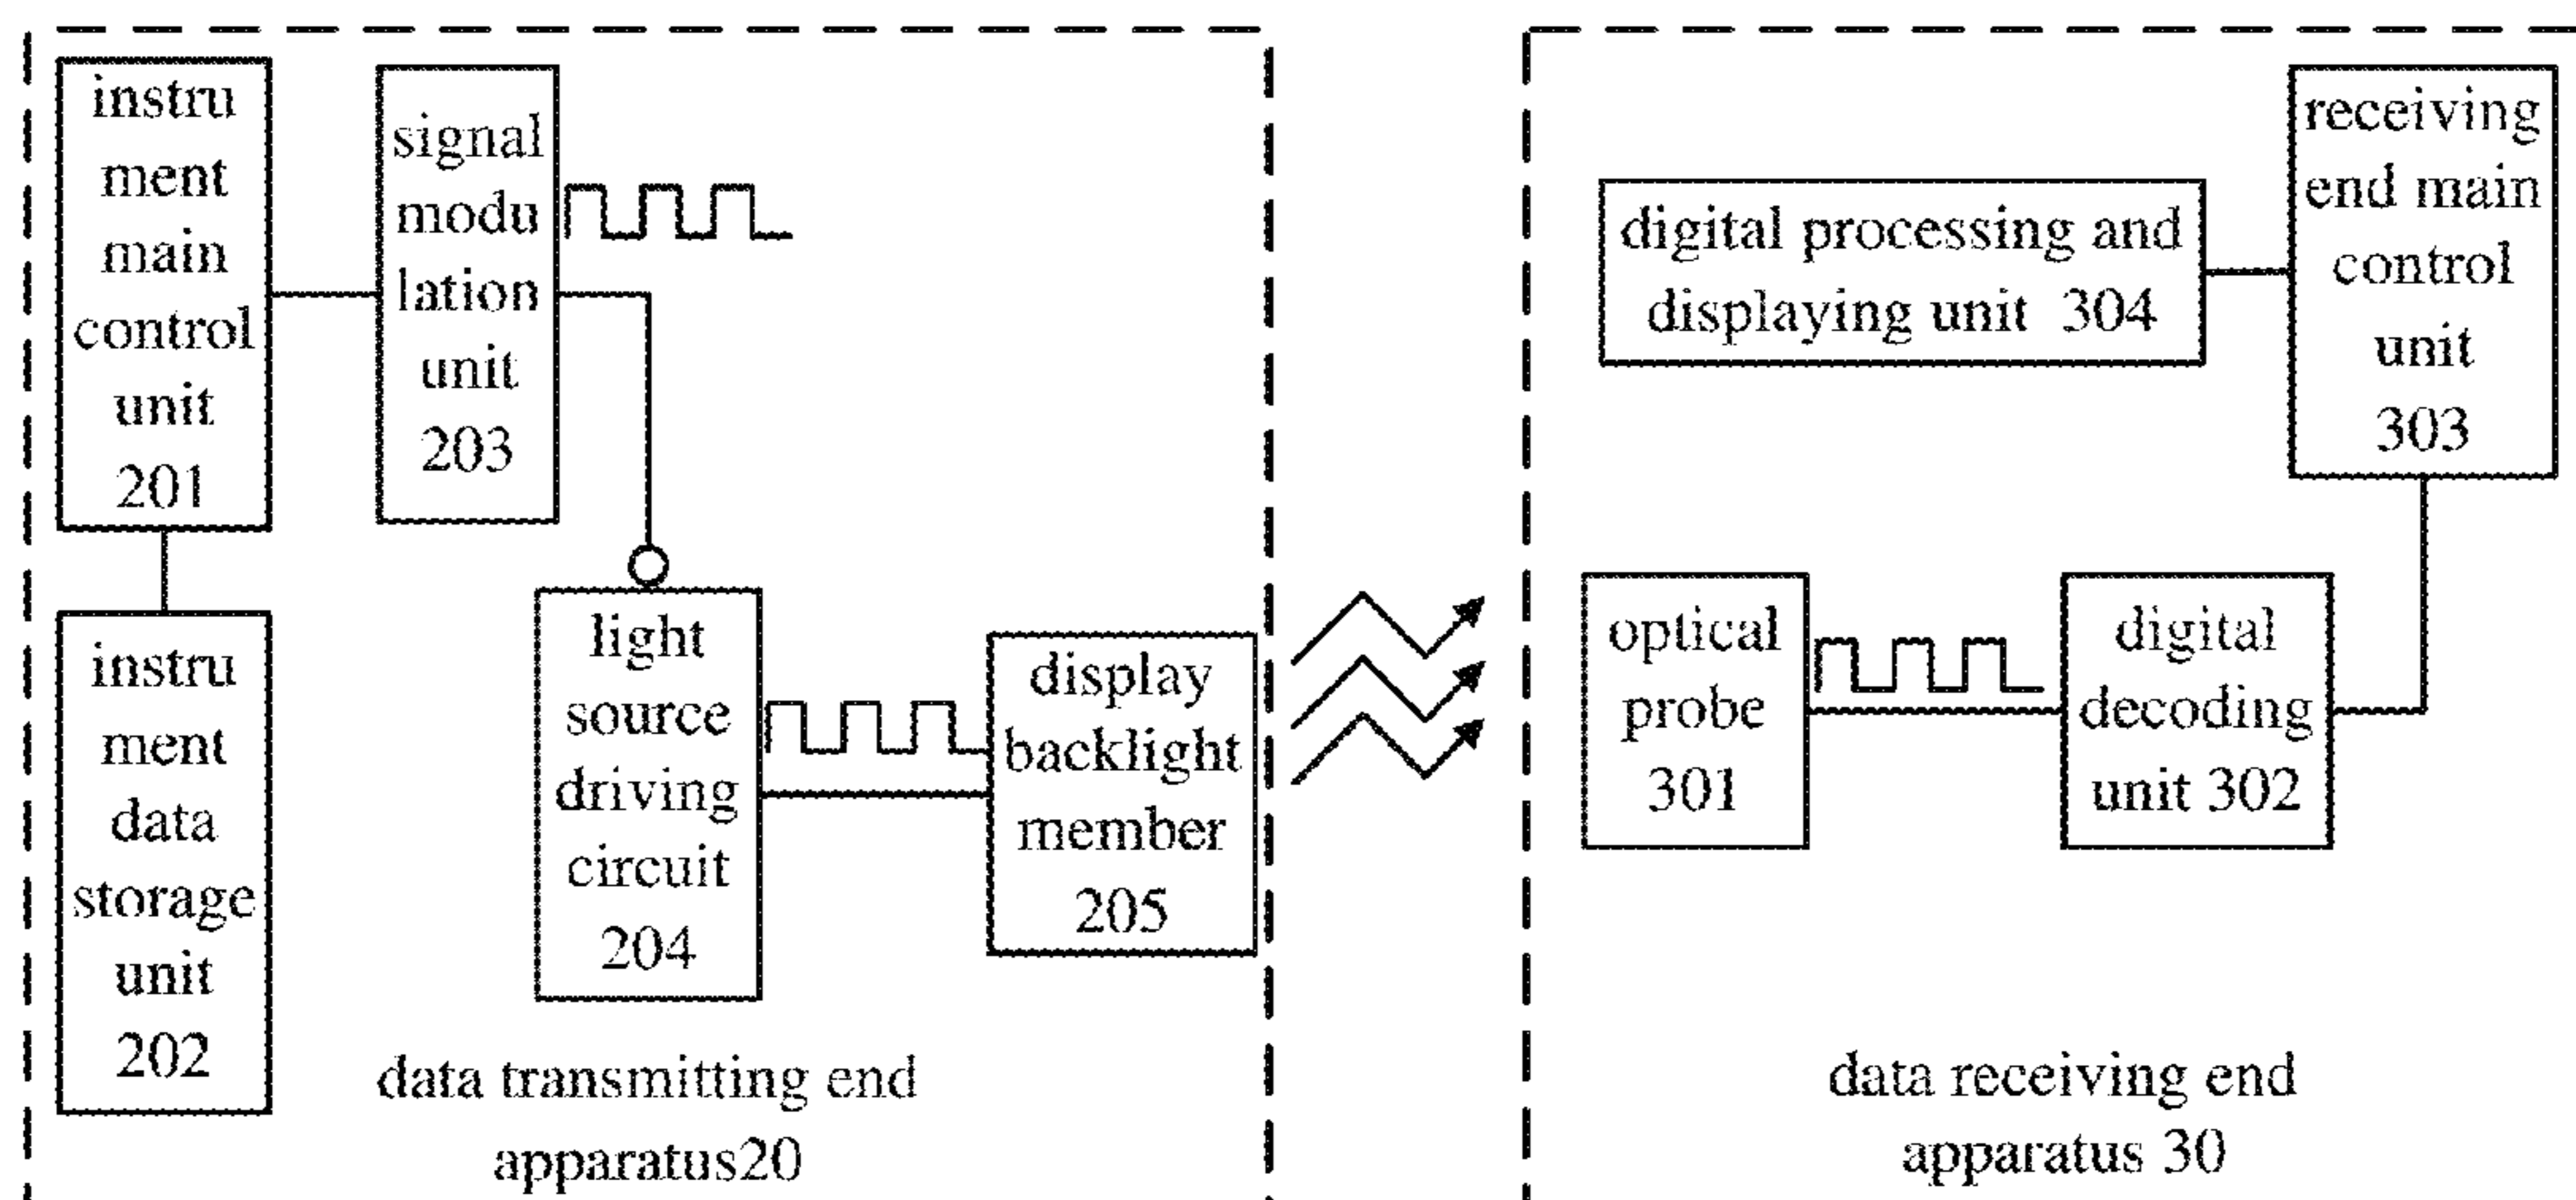 instru
ment
main
control
unit
201
instru
ment
data
storage
unit
202
signal
modu
lation
unit
203
light
source
driving
circuit
204
display
backlight
member
205
data transmitting end
apparatus20
digital processing and
displaying unit 304
receiving
end main
control
unit
303
optical
probe
301
digital
decoding
unit 302
data receiving end
apparatus 30